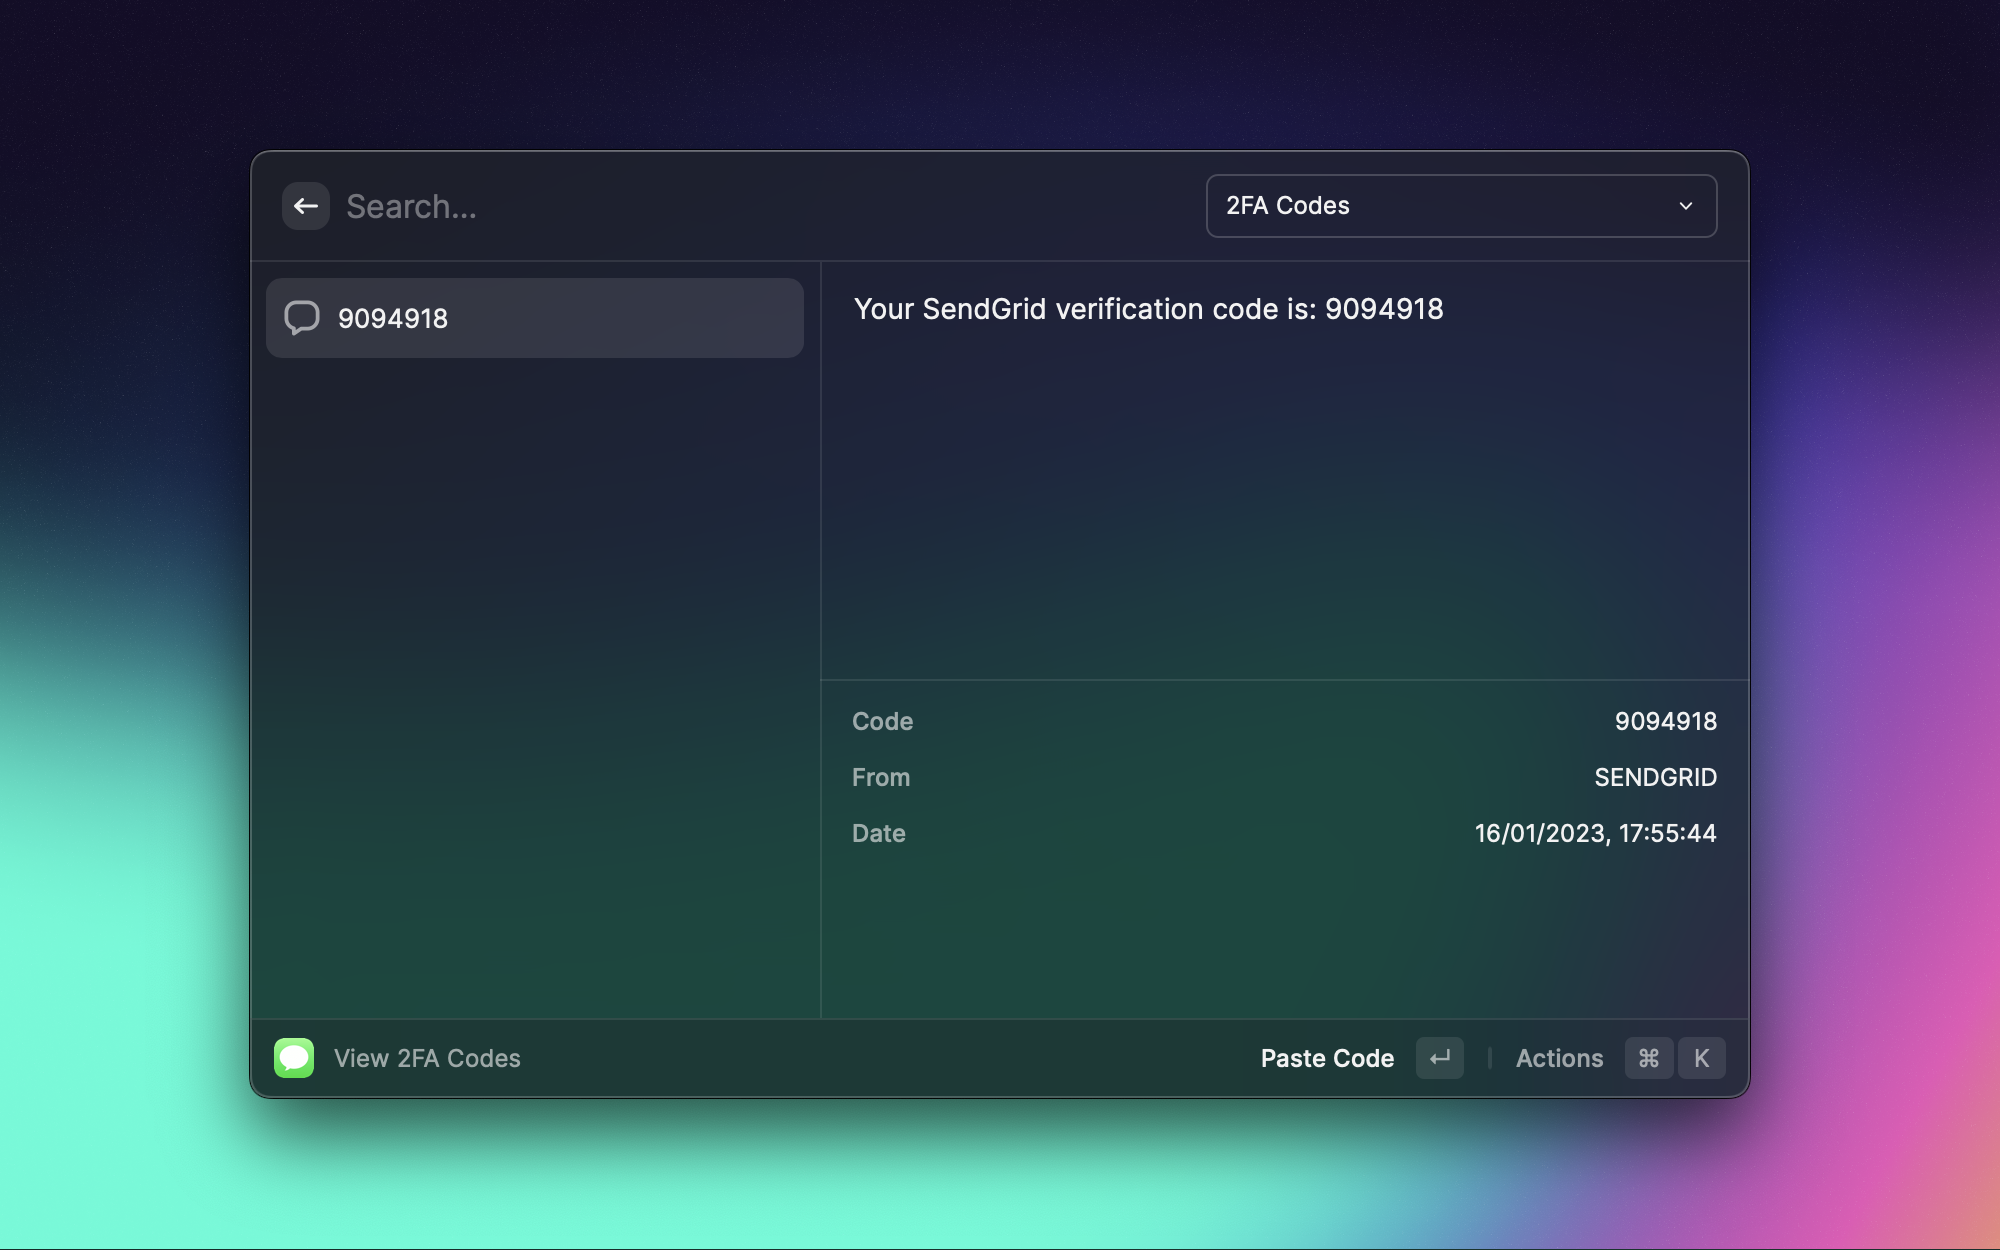 Search...
2FA Codes
9094918
Your SendGrid verification code is: 9094918
Code 9094918
From SENDGRID
Date 16/01/2023, 17:55:44
View 2FA Codes
Paste Code ↵ | Actions ⌘ K